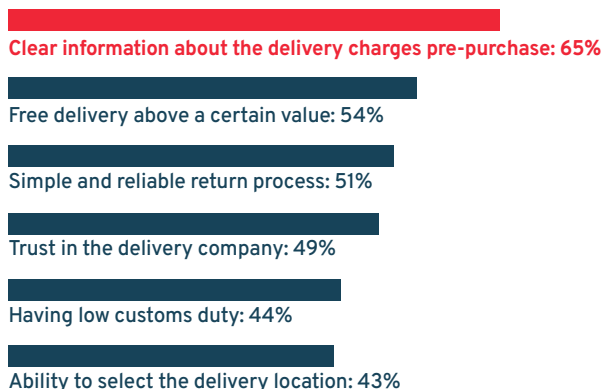 Clear information about the delivery charges pre-purchase: 65%
Free delivery above a certain value: 54%
Simple and reliable return process: 51%
Trust in the delivery company: 49%
Having low customs duty: 44%
Ability to select the delivery location: 43%